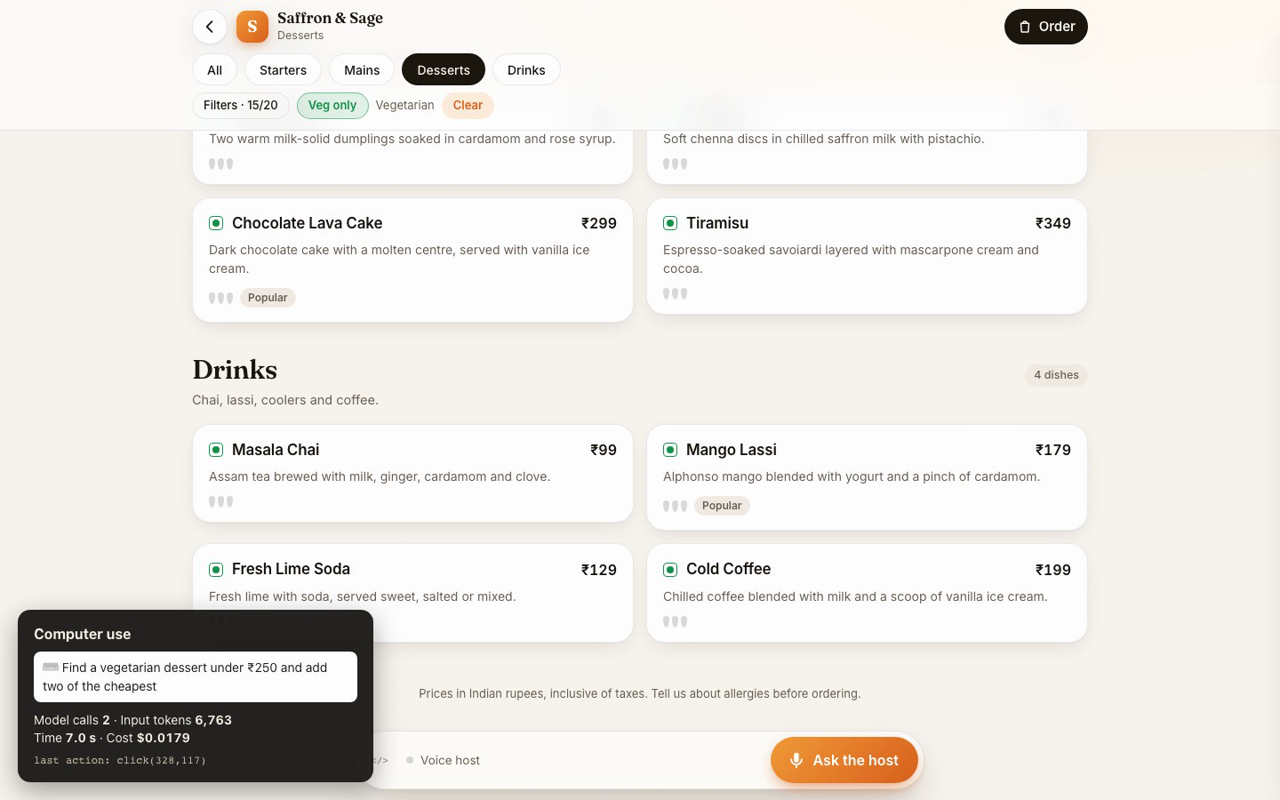 S
Saffron & Sage
Desserts
Order
All
Starters
Mains
Desserts
Drinks
Filters · 15/20
Veg only
Vegetarian
Clear
Two warm milk-solid dumplings soaked in cardamom and rose syrup.
Soft chenna discs in chilled saffron milk with pistachio.
Chocolate Lava Cake
₹299
Dark chocolate cake with a molten centre, served with vanilla ice
cream.
Popular
Tiramisu
₹349
Espresso-soaked savoiardi layered with mascarpone cream and
cocoa.
Drinks
4 dishes
Chai, lassi, coolers and coffee.
Masala Chai
₹99
Assam tea brewed with milk, ginger, cardamom and clove.
Mango Lassi
₹179
Alphonso mango blended with yogurt and a pinch of cardamom.
Popular
Fresh Lime Soda
₹129
Fresh lime with soda, served sweet, salted or mixed.
Cold Coffee
₹199
Chilled coffee blended with milk and a scoop of vanilla ice cream.
Computer use
Find a vegetarian dessert under ₹250 and add
two of the cheapest
Model calls 2 · Input tokens 6,763
Time 7.0 s · Cost $0.0179
last action: click(328,117)
Prices in Indian rupees, inclusive of taxes. Tell us about allergies before ordering.
/>
Voice host
Ask the host